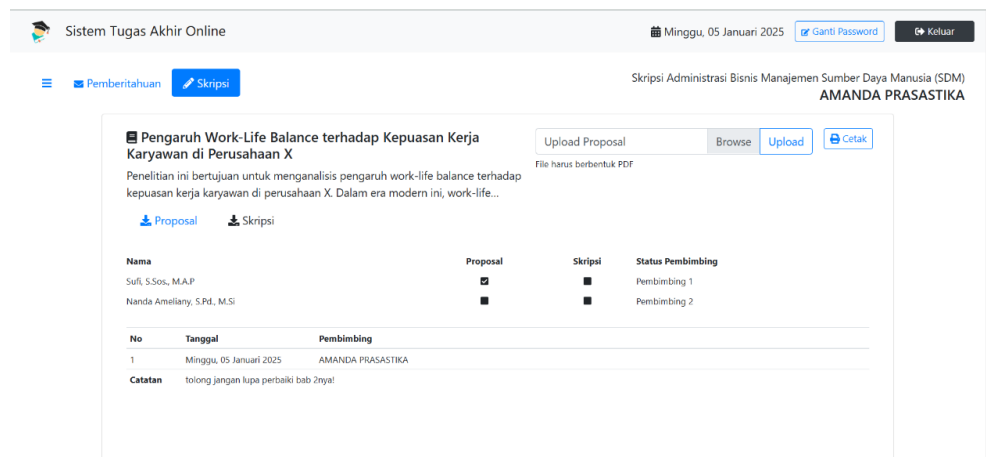 Sistem Tugas Akhir Online
Minggu, 05 Januari 2025
Ganti Password
Keluar
Pemberitahuan
Skripsi
Skripsi Administrasi Bisnis Manajemen Sumber Daya Manusia (SDM)
AMANDA PRASASTIKA
Pengaruh Work-Life Balance terhadap Kepuasan Kerja
Karyawan di Perusahaan X
Penelitian ini bertujuan untuk menganalisis pengaruh work-life balance terhadap
kepuasan kerja karyawan di perusahaan X. Dalam era modern ini, work-life...
Upload Proposal
Browse
Upload
Cetak
File harus berbentuk PDF
Proposal
Skripsi
Nama Proposal Skripsi Status Pembimbing
Sufi, S.Sos., M.A.P Pembimbing 1
Nanda Ameliany, S.Pd., M.Si Pembimbing 2
No Tanggal Pembimbing
1 Minggu, 05 Januari 2025 AMANDA PRASASTIKA
Catatan tolong jangan lupa perbaiki bab 2nya!